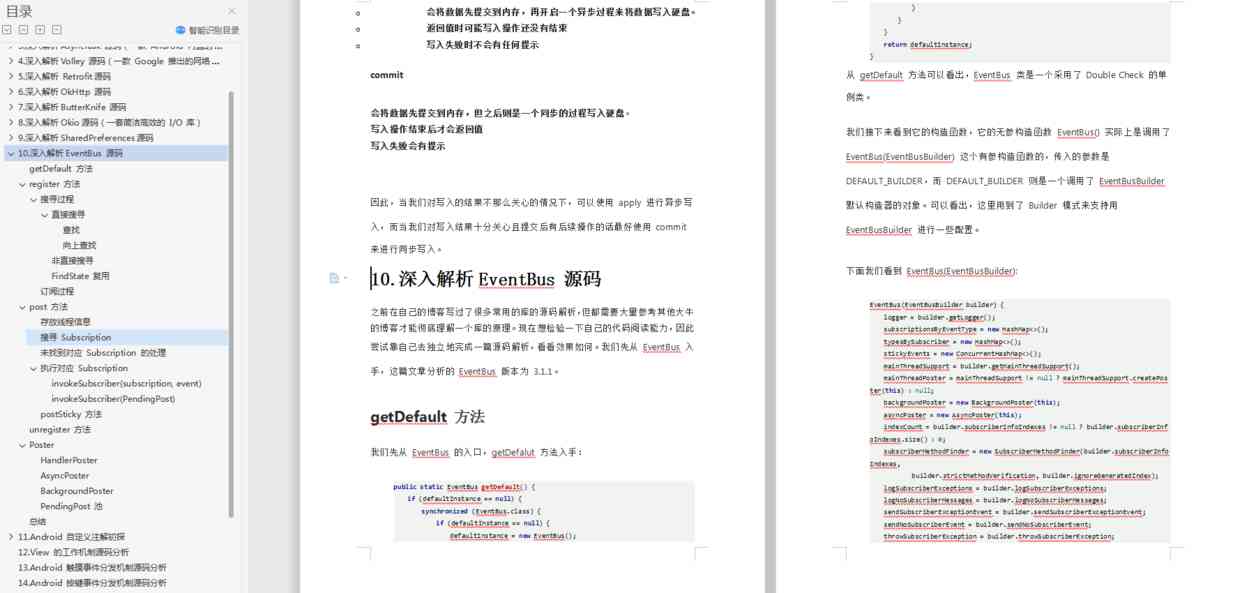 目录
智能识别目录
4.深入解析 Volley 源码（一款 Google 推出的网络 ...
5.深入解析 Retrofit 源码
6.深入解析 OkHttp 源码
7.深入解析 ButterKnife 源码
8.深入解析 Okio 源码（一套简洁高效的 I/O 库）
9.深入解析 SharedPreferences 源码
10.深入解析 EventBus 源码
getDefault 方法
register 方法
搜寻过程
直接搜寻
查找
向上查找
非直接搜寻
FindState 复用
订阅过程
post 方法
存放线程信息
搜寻 Subscription
未找到对应 Subscription 的处理
执行对应 Subscription
invokeSubscriber(subscription, event)
invokeSubscriber(PendingPost)
postSticky 方法
unregister 方法
Poster
HandlerPoster
AsyncPoster
BackgroundPoster
PendingPost 池
总结
11.Android 自定义注解初探
12.View 的工作机制源码分析
13.Android 触摸事件分发机制源码分析
14.Android 按键事件分发机制源码分析
会将数据先提交到内存，再开启一个异步过程来将数据写入硬盘。
返回值时可能写入操作还没有结束
写入失败时不会有任何提示
commit
会将数据先提交到内存，但之后则是一个同步的过程写入硬盘。
写入操作结束后才会返回值
写入失败会有提示
因此，当我们对写入的结果不那么关心的情况下，可以使用 apply 进行异步写
入，而当我们对写入结果十分关心且提交后有后续操作的话最好使用 commit
来进行同步写入。
10.深入解析 EventBus 源码
之前在自己的博客写过了很多常用的库的源码解析，但都需要大量参考其他大牛
的博客才能彻底理解一个库的原理。现在想检验一下自己的代码阅读能力，因此
尝试靠自己去独立地完成一篇源码解析，看看效果如何。我们先从 EventBus 入
手，这篇文章分析的 EventBus 版本为 3.1.1。
getDefault 方法
我们先从 EventBus 的入口，getDefalut 方法入手：
public static EventBus getDefault() {
if (defaultInstance == null) {
synchronized (EventBus.class) {
if (defaultInstance == null) {
defaultInstance = new EventBus();
}
}
}
return defaultInstance;
}
从 getDefault 方法可以看出，EventBus 类是一个采用了 Double Check 的单
例类。
我们接下来看到它的构造函数，它的无参构造函数 EventBus() 实际上是调用了
EventBus(EventBusBuilder) 这个有参构造函数的，传入的参数是
DEFAULT_BUILDER，而 DEFAULT_BUILDER 则是一个调用了 EventBusBuilder
默认构造器的对象。可以看出，这里用到了 Builder 模式来支持用
EventBusBuilder 进行一些配置。
下面我们看到 EventBus(EventBusBuilder):
EventBus(EventBusBuilder builder) {
logger = builder.getLogger();
subscriptionsByEventType = new HashMap<>();
typesBySubscriber = new HashMap<>();
stickyEvents = new ConcurrentHashMap<>();
mainThreadSupport = builder.getMainThreadSupport();
mainThreadPoster = mainThreadSupport != null ? mainThreadSupport.createPos
ter(this) : null;
backgroundPoster = new BackgroundPoster(this);
asyncPoster = new AsyncPoster(this);
indexCount = builder.subscriberInfoIndexes != null ? builder.subscriberInf
oIndexes.size() : 0;
subscriberMethodFinder = new SubscriberMethodFinder(builder.subscriberInfo
Indexes,
builder.strictMethodVerification, builder.ignoreGeneratedIndex);
logSubscriberExceptions = builder.logSubscriberExceptions;
logNoSubscriberMessages = builder.logNoSubscriberMessages;
sendSubscriberExceptionEvent = builder.sendSubscriberExceptionEvent;
sendNoSubscriberEvent = builder.sendNoSubscriberEvent;
throwSubscriberException = builder.throwSubscriberException;